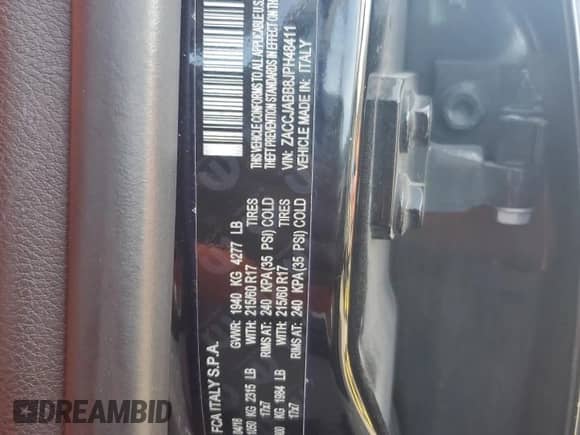 FCA ITALY S.P.A.
04/18 GVWR: 1940 KG 4277 LB
1050 KG 2315 LB WITH: 215/60 R17 TIRES
17x7 RIMS AT: 240 KPA(35 PSI) COLD
KG 1984 LB WITH: 215/60 R17 TIRES
17x7 RIMS AT: 240 KPA(35 PSI) COLD
THIS VEHICLE CONFORMS TO ALL APPLICABLE U.S.
THEFT PREVENTION STANDARDS IN EFFECT ON
VIN: ZACCJABB8JPH48411
VEHICLE MADE IN: ITALY
DREAMBID